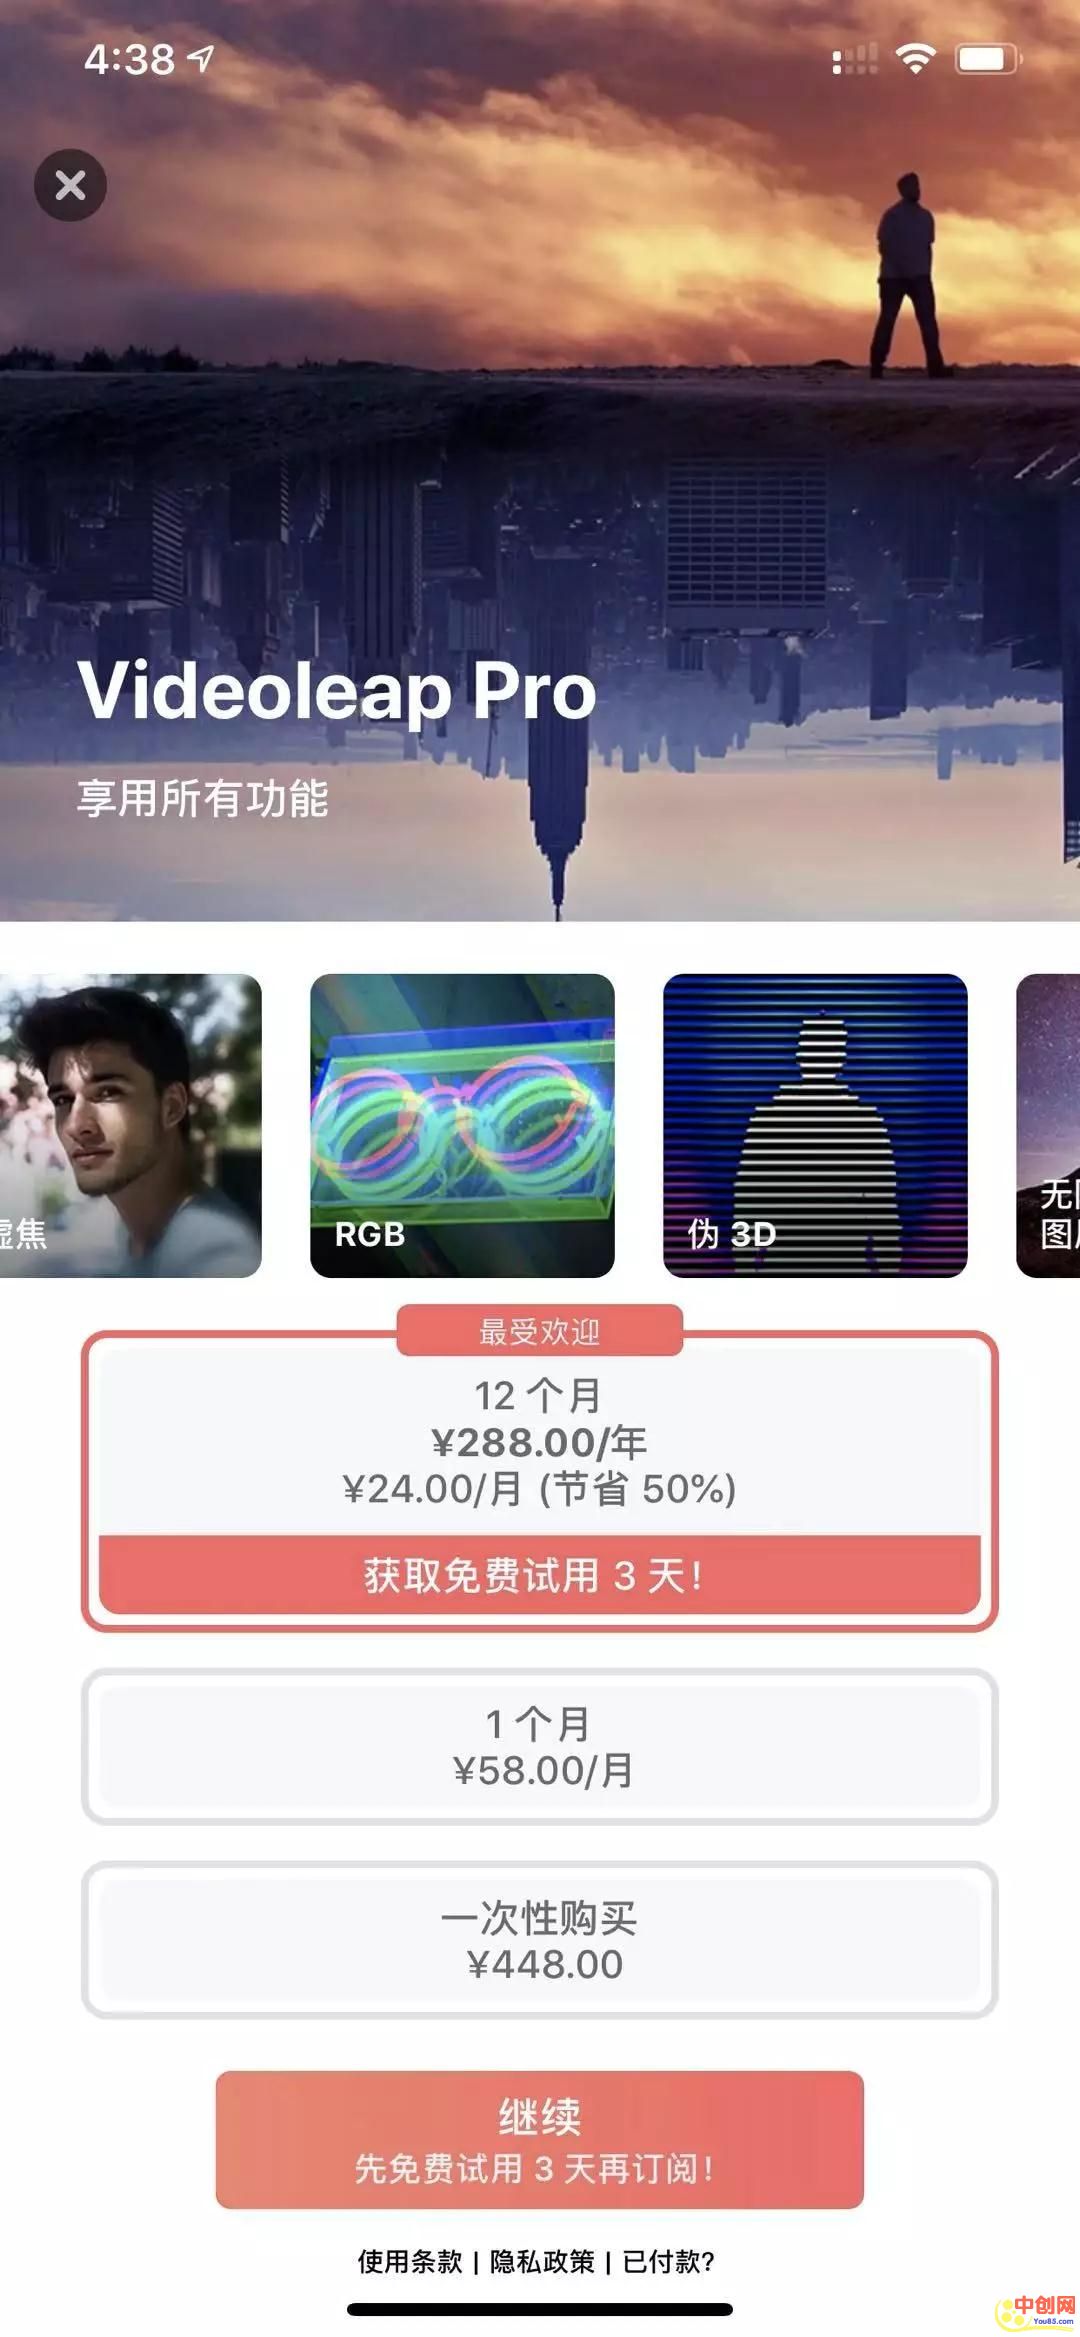 4:38
Videoleap Pro
享用所有功能
虚焦
RGB
伪 3D
最受欢迎
12 个月
¥288.00/年
¥24.00/月 (节省 50%)
获取免费试用 3 天!
1 个月
¥58.00/月
一次性购买
¥448.00
继续
先免费试用 3 天再订阅!
使用条款 | 隐私政策 | 已付款?
中创网
You85.com